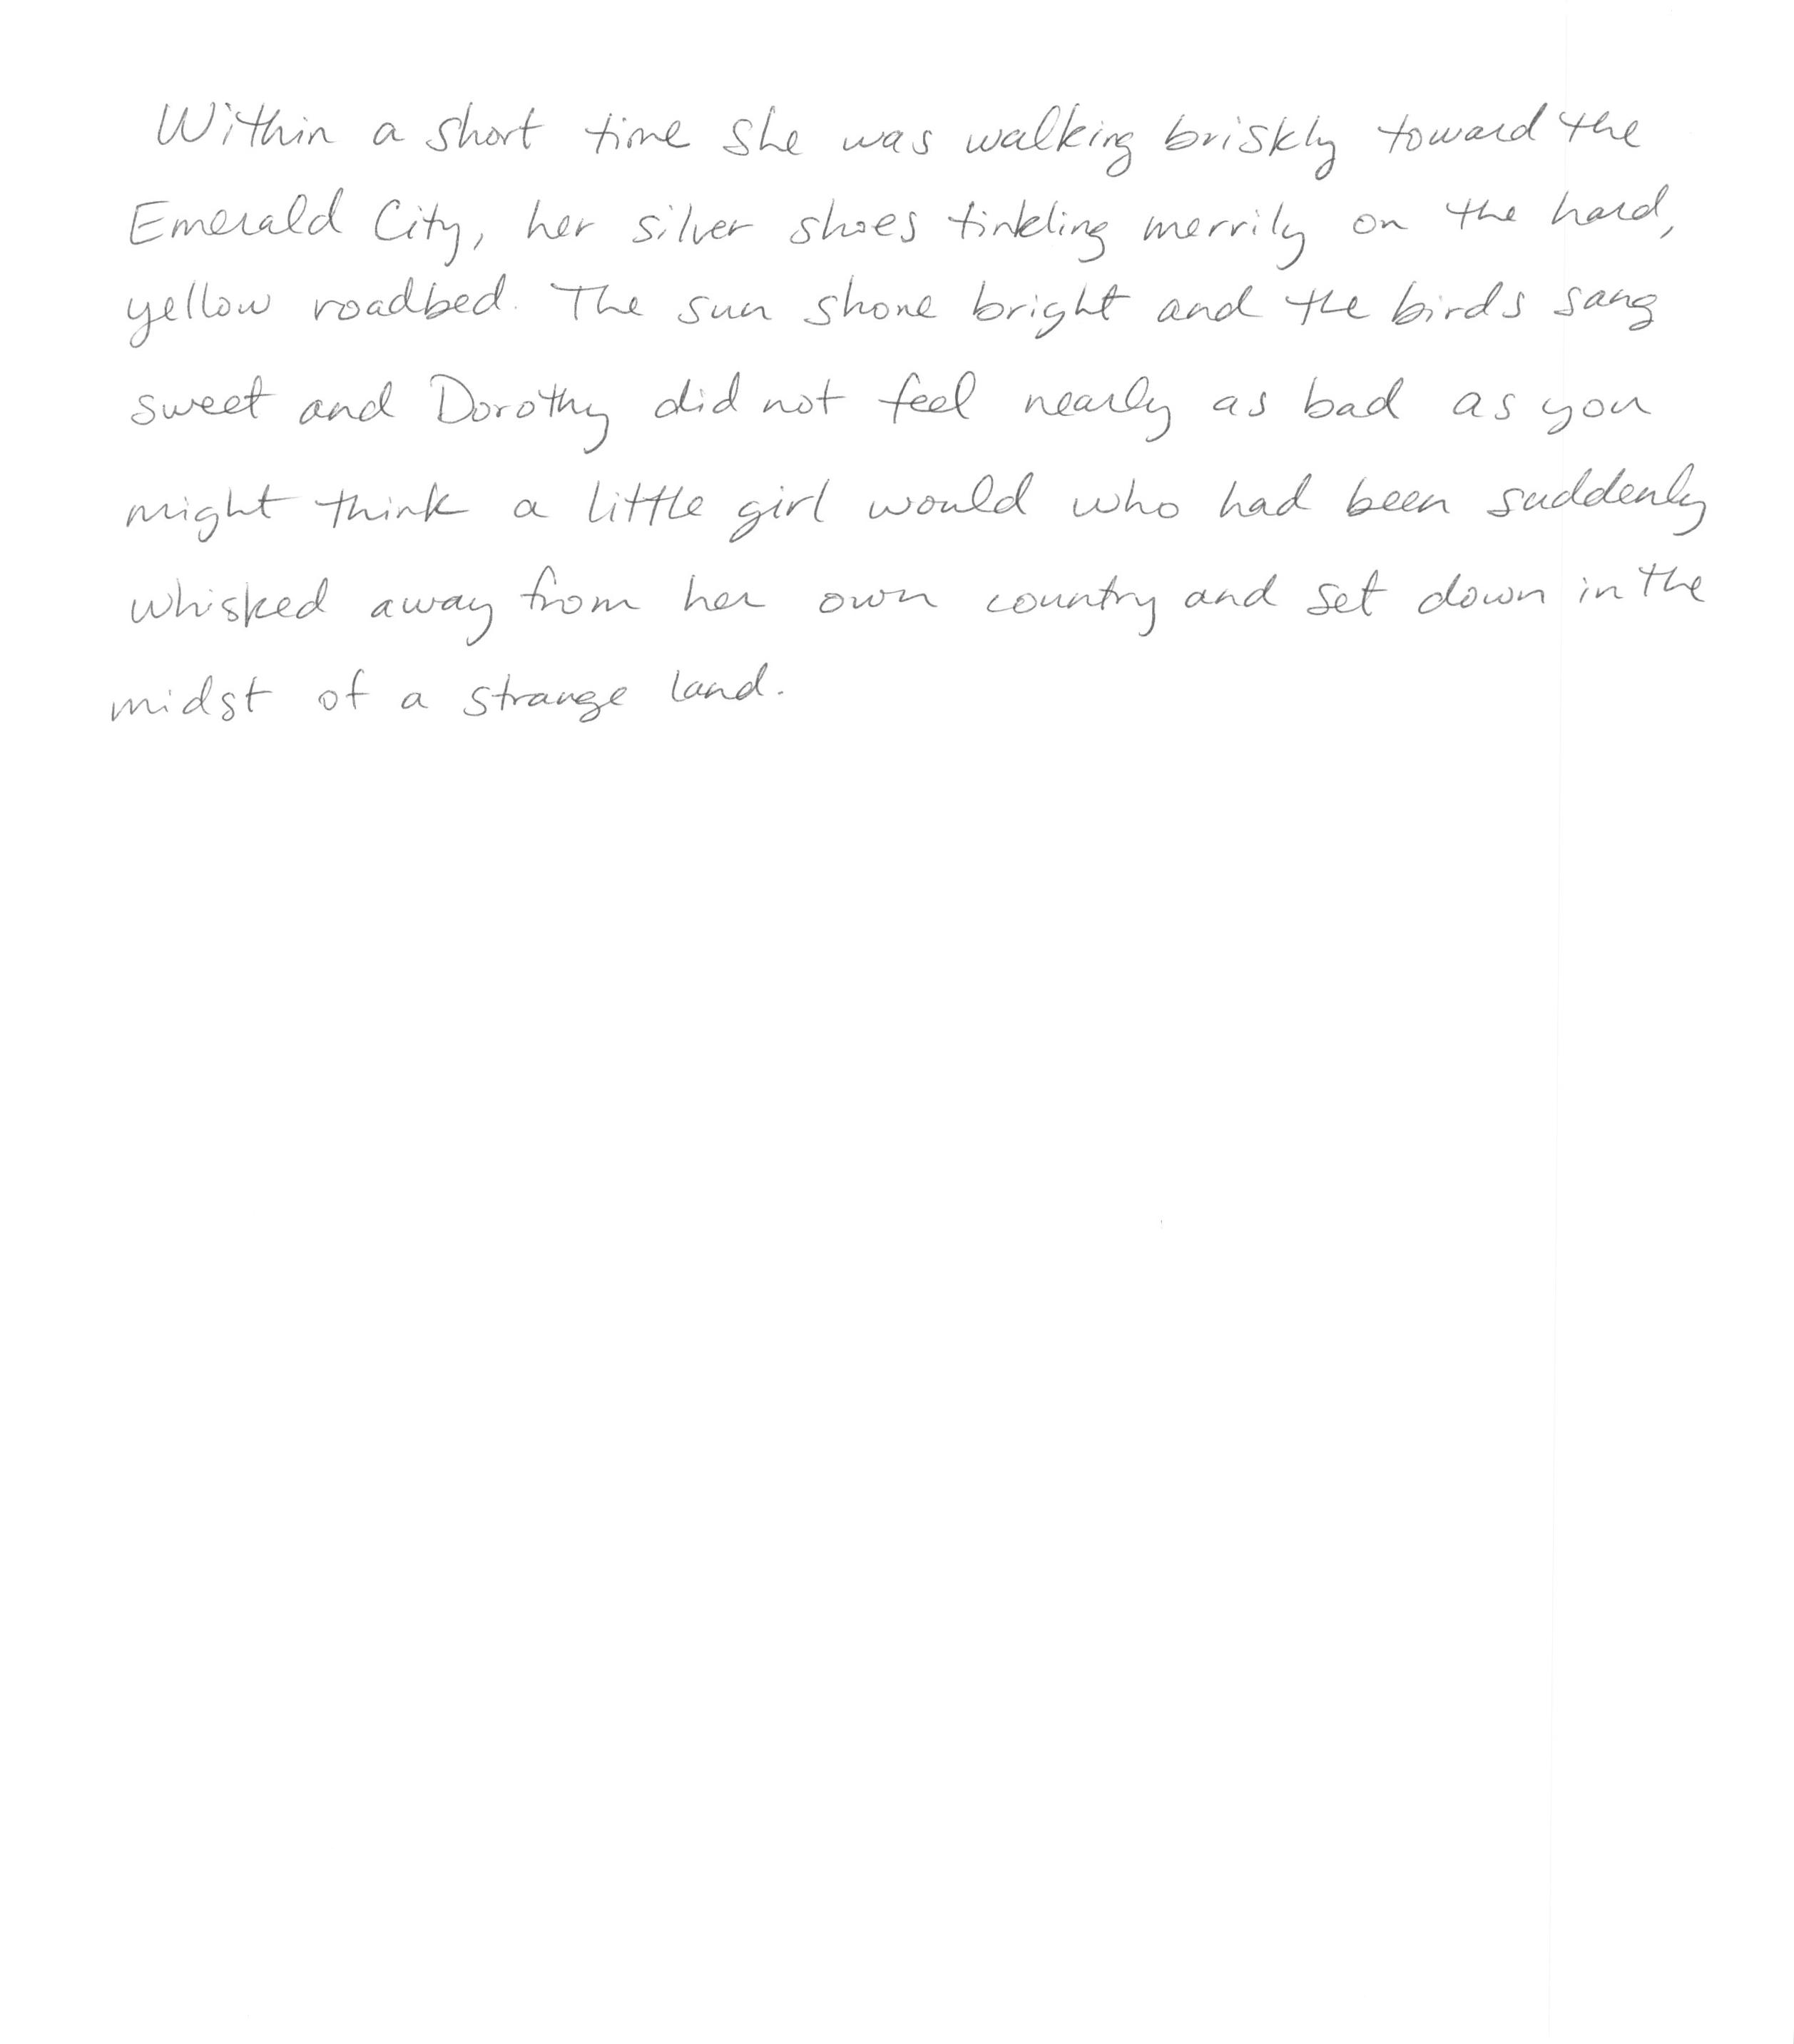 Within a short time she was walking briskly toward the
Emerald City, her silver shoes tinkling merrily on the hard,
yellow roadbed. The sun shone bright and the birds sang
sweet and Dorothy did not feel nearly as bad as you
might think a little girl would who had been suddenly
whisked away from her own country and set down in the
midst of a strange land.